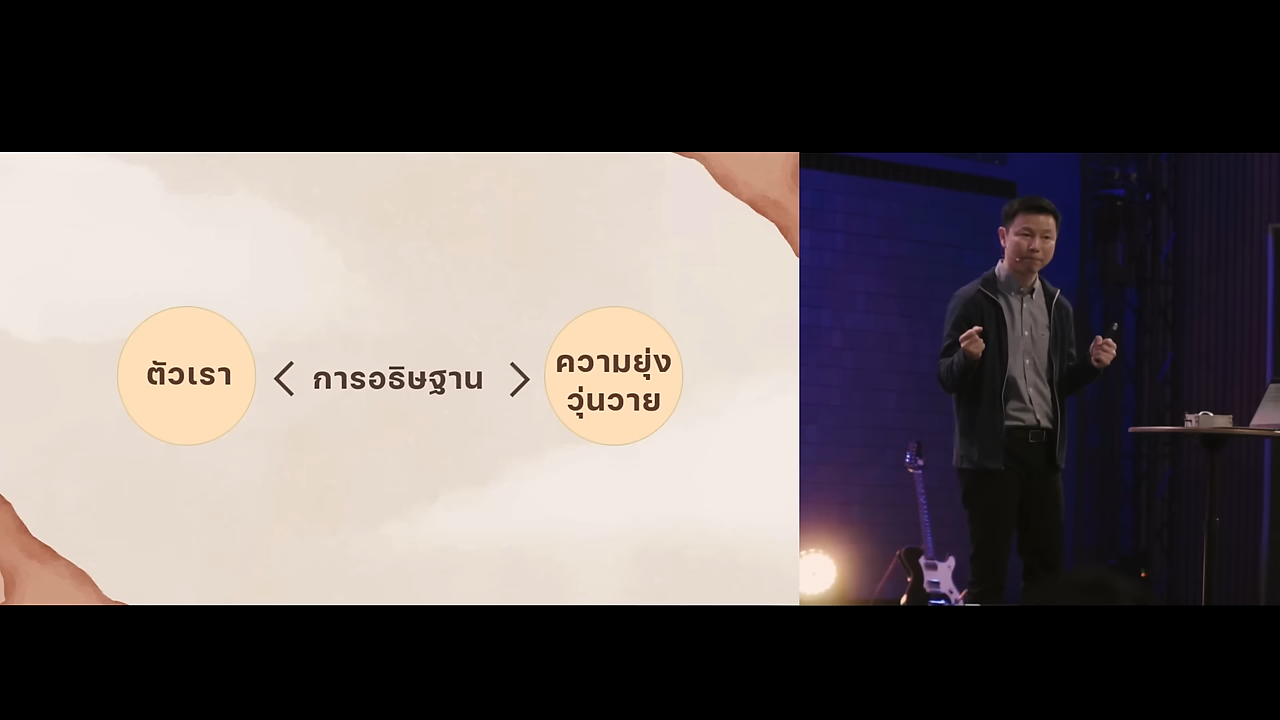 ตัวเรา
< การอธิษฐาน >
ความยุ่ง
วุ่นวาย